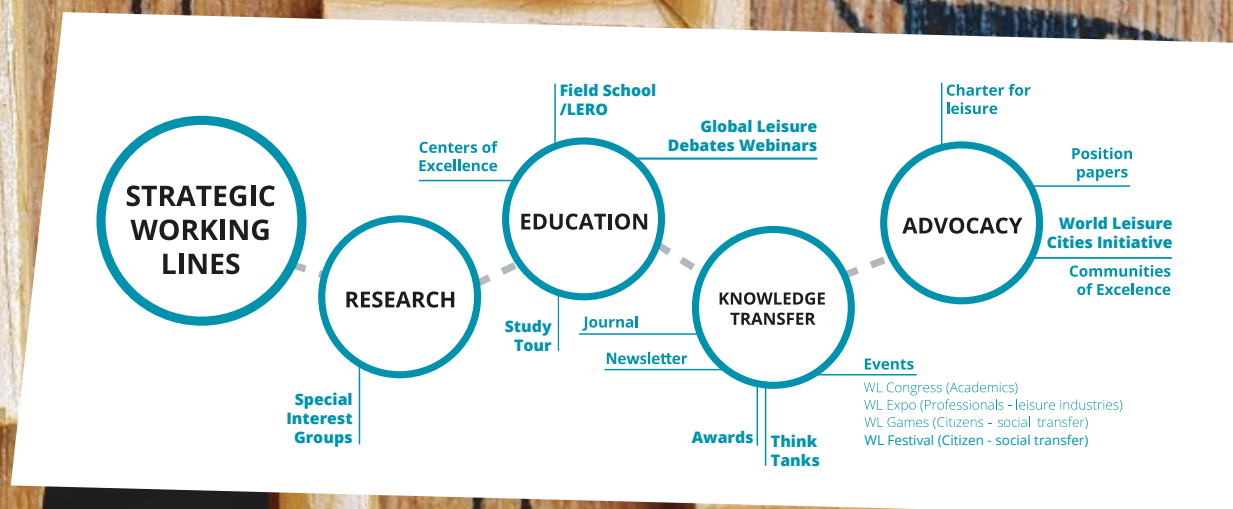 STRATEGIC
WORKING
LINES
RESEARCH
Special
Interest
Groups
EDUCATION
Centers of
Excellence
Field School
/LERO
Global Leisure
Debates Webinars
Study
Tour
KNOWLEDGE
TRANSFER
Journal
Newsletter
Awards
Think
Tanks
Events
WL Congress (Academics)
WL Expo (Professionals - leisure industries)
WL Games (Citizens - social transfer)
WL Festival (Citizen - social transfer)
ADVOCACY
Charter for
leisure
Position
papers
World Leisure
Cities Initiative
Communities
of Excelence